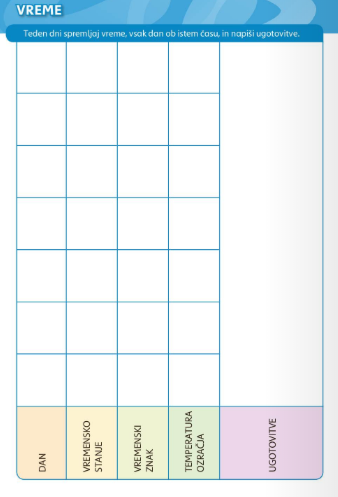 VREME
Teden dni spremljaj vreme, vsak dan ob istem času, in napiši ugotovitve.
DAN
VREMENSKO
STANJE
VREMENSKI
ZNAK
TEMPERATURA
OZRAČJA
UGOTOVITVE